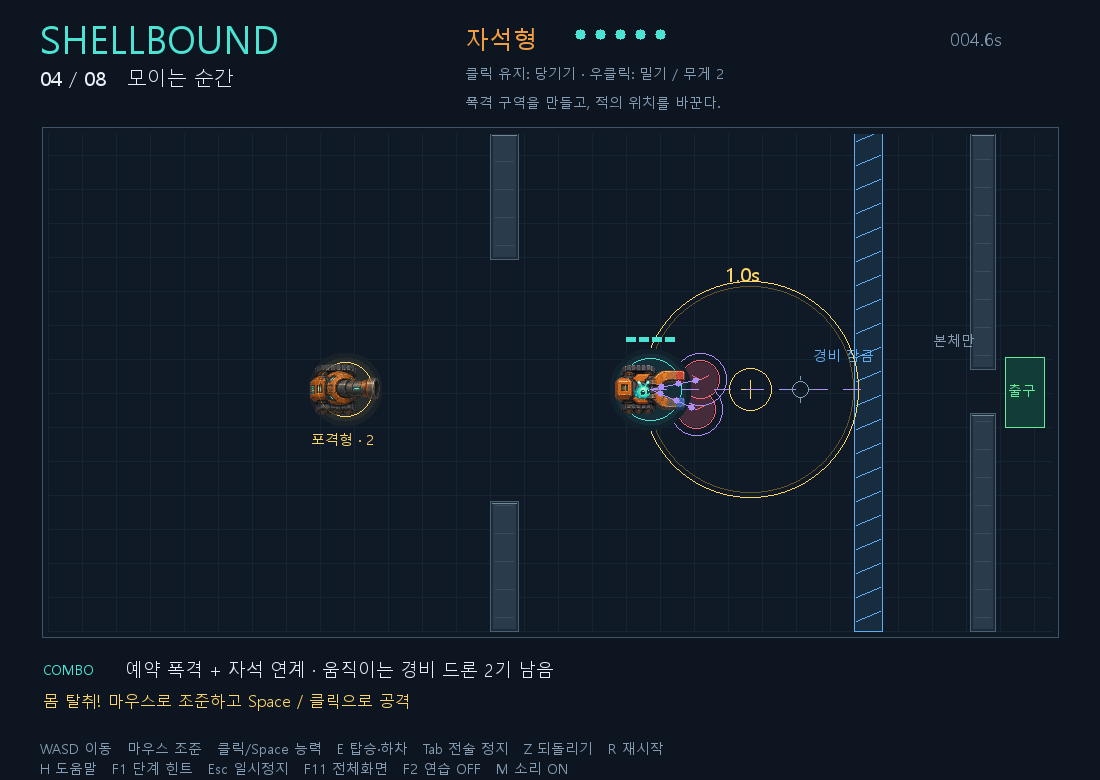 SHELLBOUND
자석형
004.6s
04 / 08 모이는 순간
클릭 유지: 당기기 · 우클릭: 밀기 / 무게 2
폭격 구역을 만들고, 적의 위치를 바꾼다.
1.0s
경비 잠금
본체만
출구
포격형 · 2
COMBO 예약 폭격 + 자석 연계 · 움직이는 경비 드론 2기 남음
몸 탈취! 마우스로 조준하고 Space / 클릭으로 공격
WASD 이동 마우스 조준 클릭/Space 능력 E 탑승·하차 Tab 전술 정지 Z 되돌리기 R 재시작
H 도움말 F1 단계 힌트 Esc 일시정지 F11 전체화면 F2 연습 OFF M 소리 ON